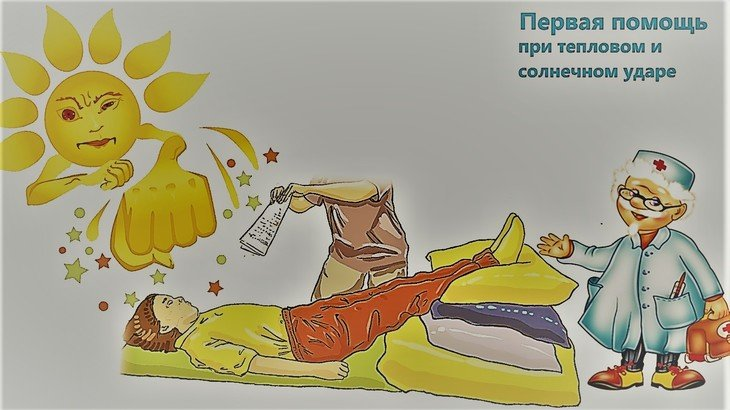 Первая помощь
при тепловом и
солнечном ударе